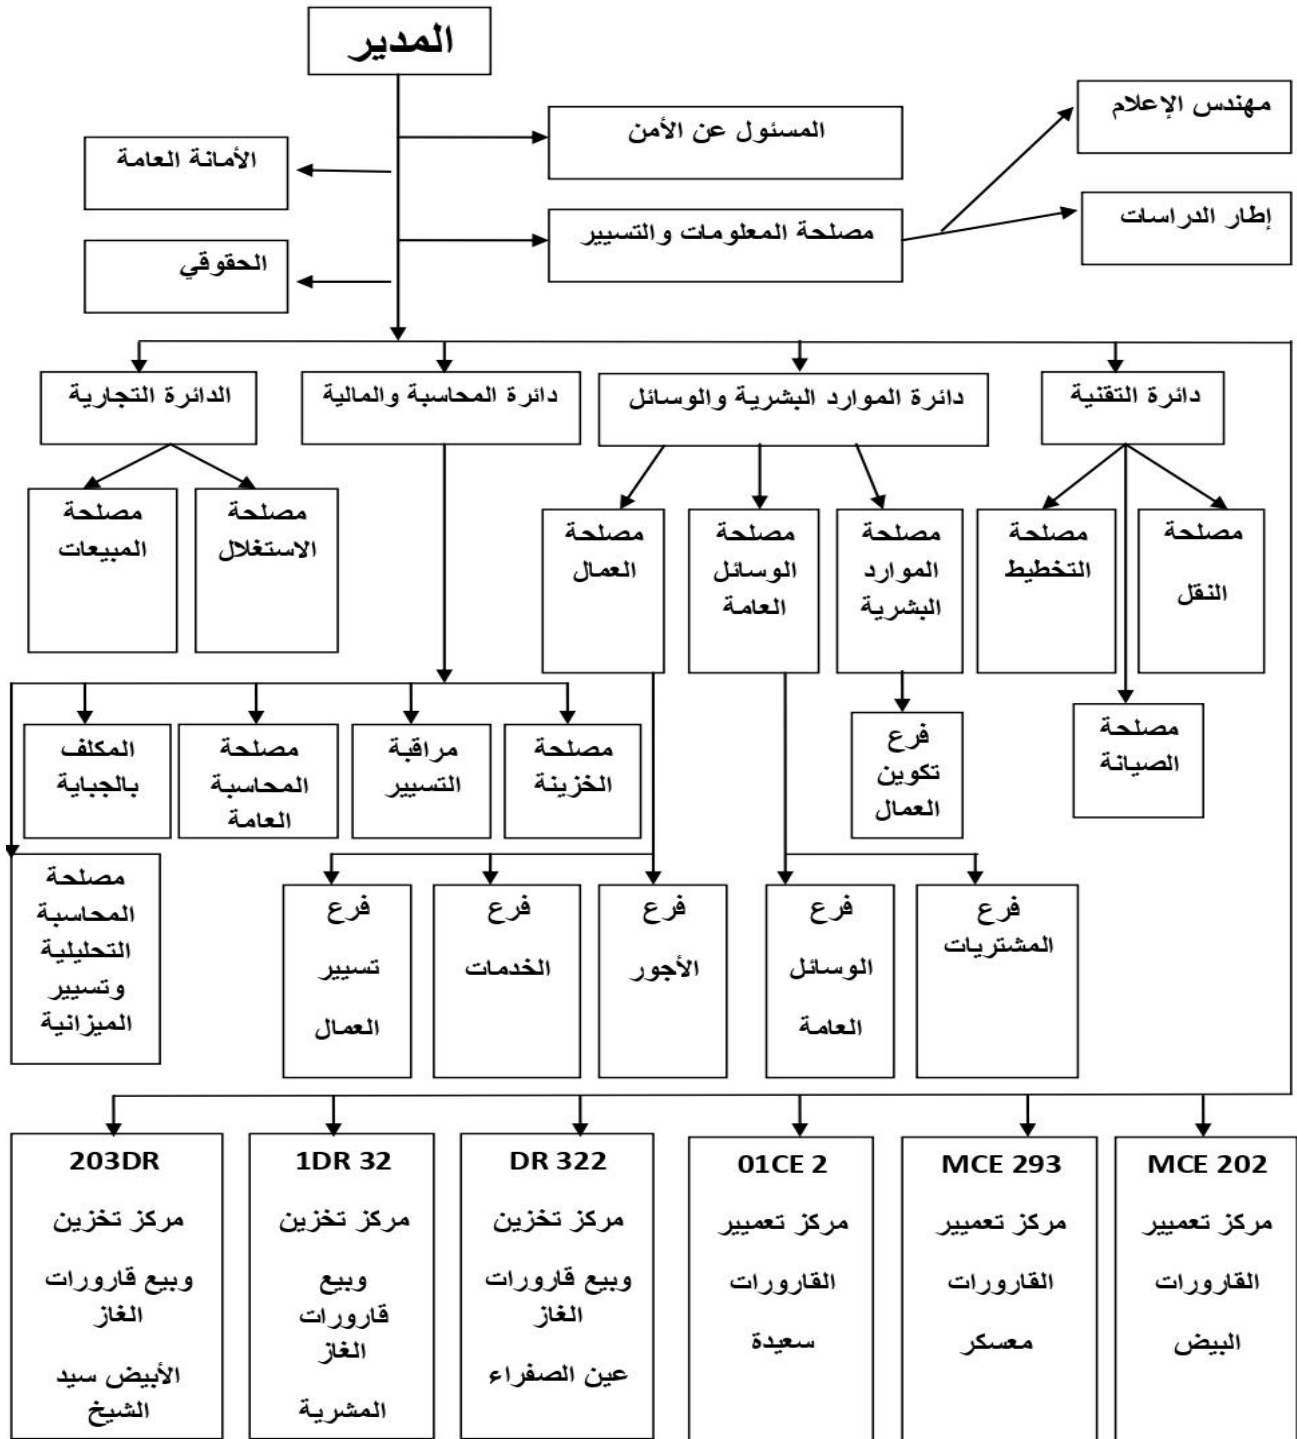 المدير
مهندس الإعلام
المسئول عن الأمن
الأمانة العامة
إطار الدراسات
مصلحة المعلومات والتسيير
الحقوقي
دائرة التقنية
دائرة الموارد البشرية والوسائل
دائرة المحاسبة والمالية
الدائرة التجارية
مصلحة
النقل
مصلحة
التخطيط
مصلحة
الموارد
البشرية
مصلحة
الوسائل
العامة
مصلحة
العمال
مصلحة
الاستغلال
مصلحة
المبيعات
مصلحة
الصيانة
فرع
تكوين
العمال
مصلحة
الخزينة
مراقبة
التسيير
مصلحة
المحاسبة
العامة
المكلف
بالجباية
فرع
المشتريات
فرع
الوسائل
العامة
فرع
الأجور
فرع
الخدمات
فرع
تسيير
العمال
مصلحة
المحاسبة
التحليلية
وتسيير
الميزانية
MCE 202
مركز تعميير
القارورات
البيض
MCE 293
مركز تعميير
القارورات
معسكر
01CE 2
مركز تعميير
القارورات
سعيدة
DR 322
مركز تخزين
وبيع قارورات
الغاز
عين الصفراء
1DR 32
مركز تخزين
وبيع
قارورات
الغاز
المشرية
203DR
مركز تخزين
وبيع قارورات
الغاز
الأبيض سيد
الشيخ